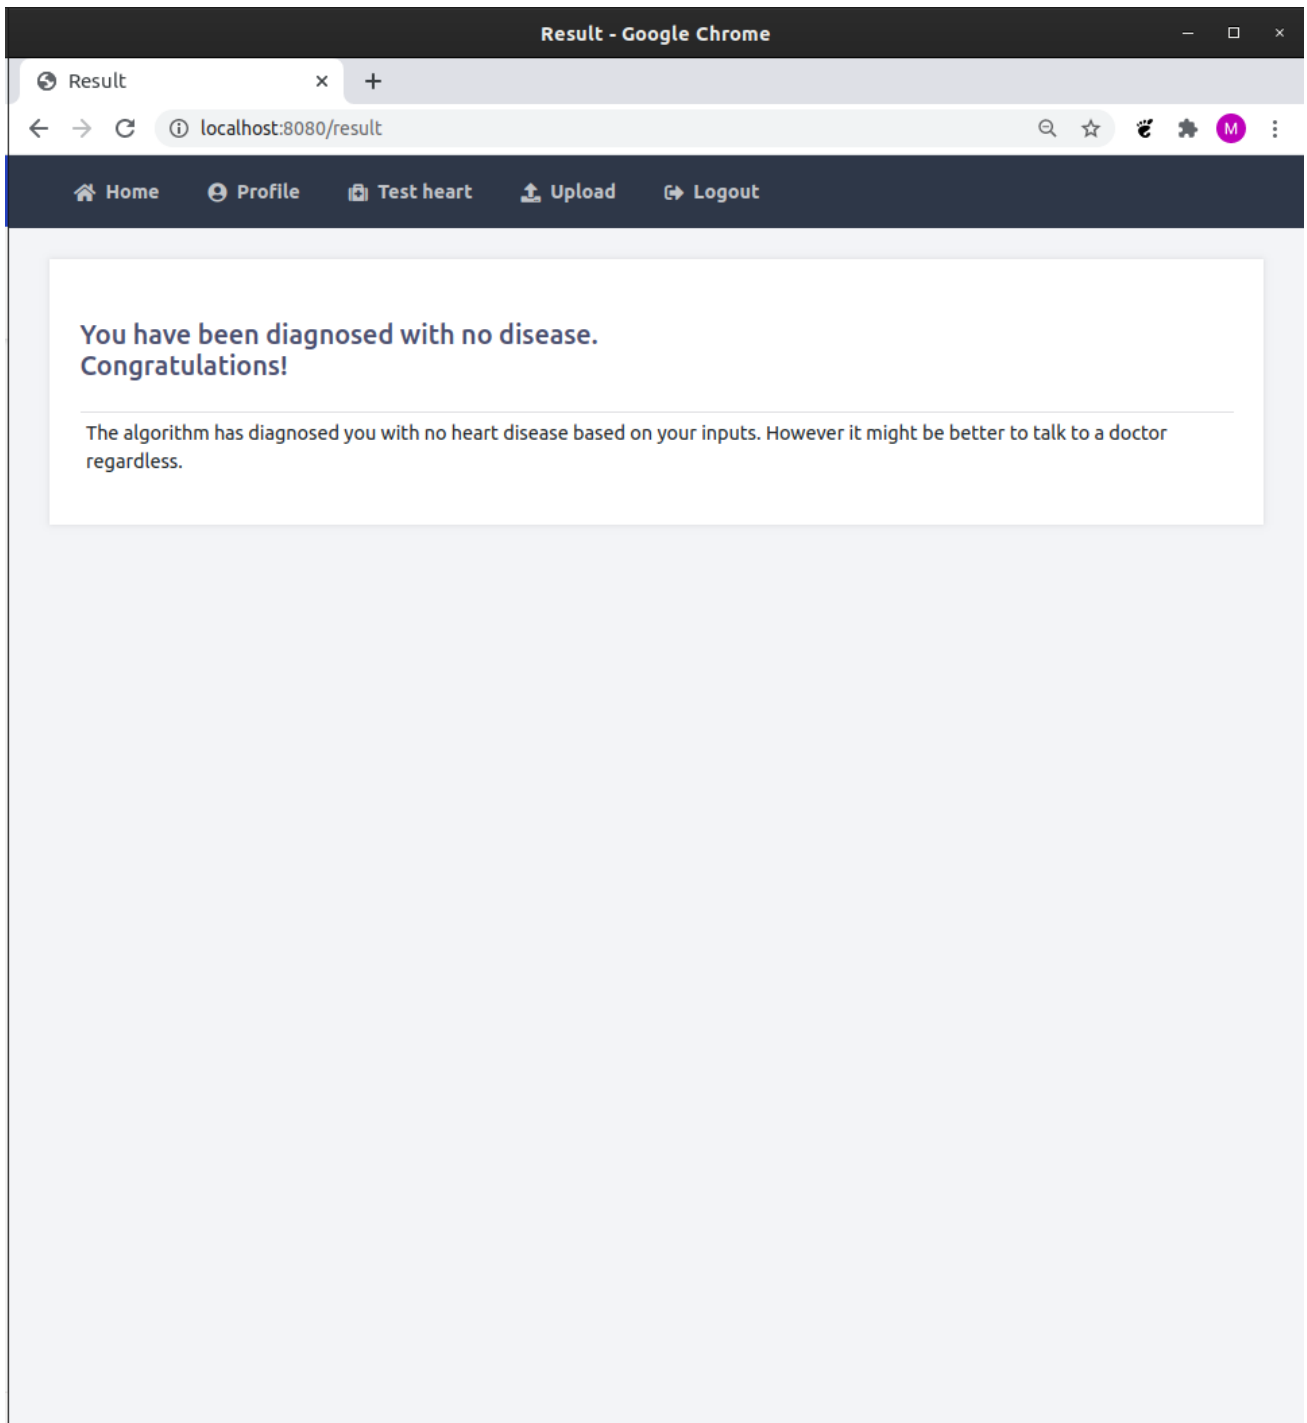 Result - Google Chrome
Result
localhost:8080/result
M
Home Profile Test heart Upload Logout
You have been diagnosed with no disease.
Congratulations!
The algorithm has diagnosed you with no heart disease based on your inputs. However it might be better to talk to a doctor
regardless.